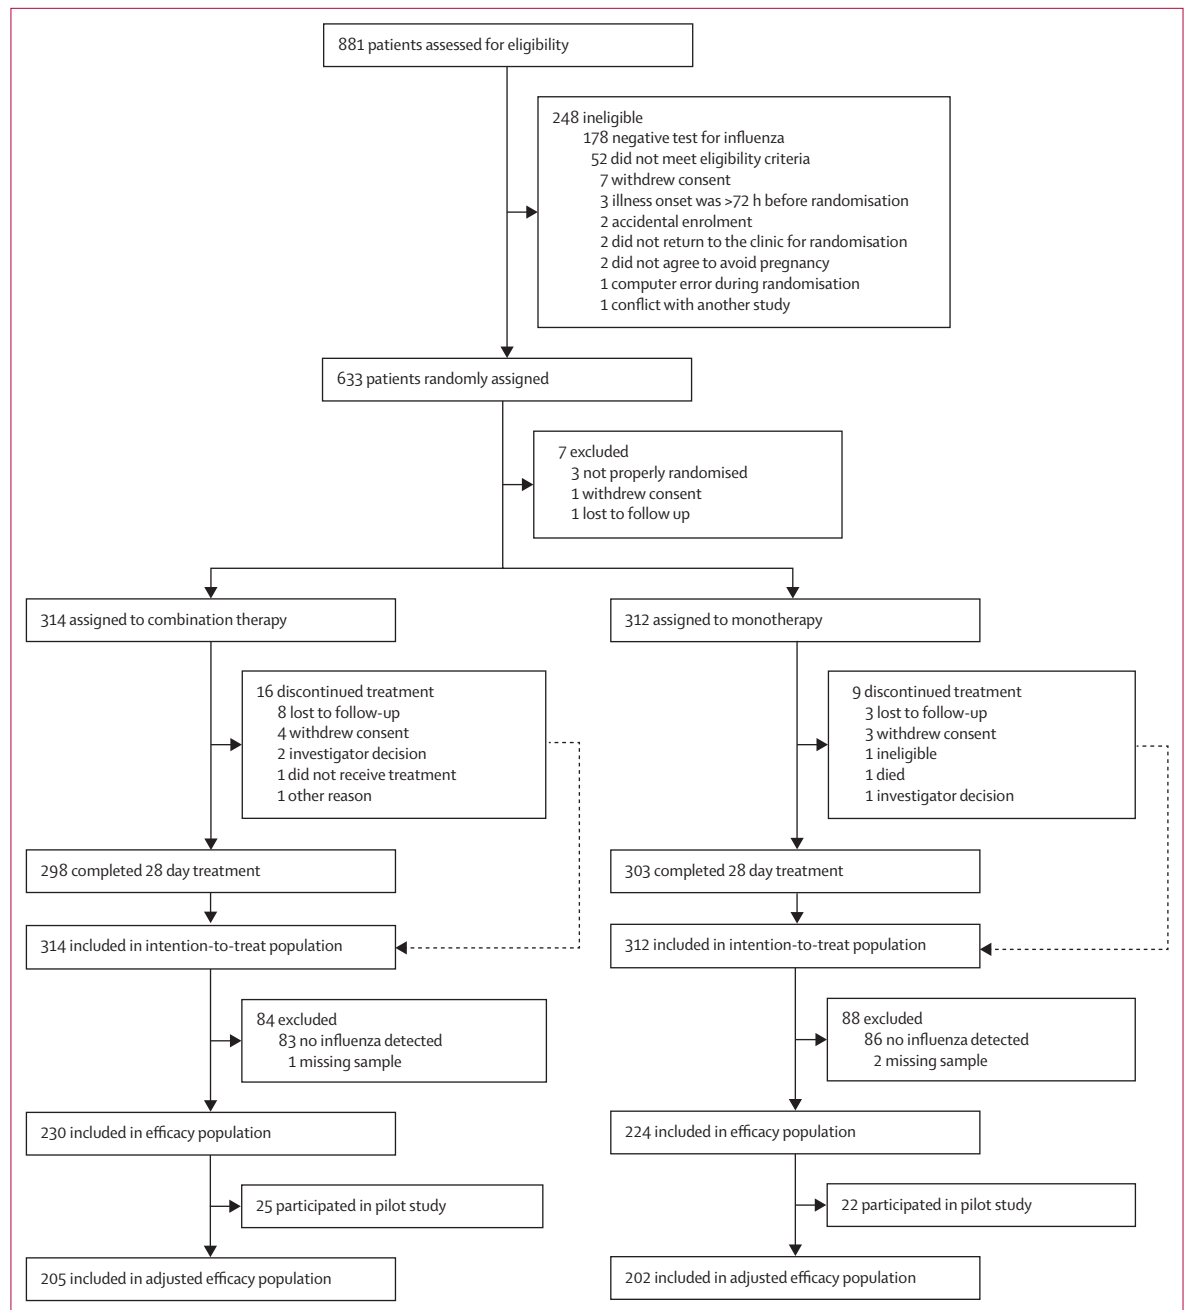 881 patients assessed for eligibility
248 ineligible
178 negative test for influenza
52 did not meet eligibility criteria
7 withdrew consent
3 illness onset was >72 h before randomisation
2 accidental enrolment
2 did not return to the clinic for randomisation
2 did not agree to avoid pregnancy
1 computer error during randomisation
1 conflict with another study
633 patients randomly assigned
7 excluded
3 not properly randomised
1 withdrew consent
1 lost to follow up
314 assigned to combination therapy
312 assigned to monotherapy
16 discontinued treatment
8 lost to follow-up
4 withdrew consent
2 investigator decision
1 did not receive treatment
1 other reason
9 discontinued treatment
3 lost to follow-up
3 withdrew consent
1 ineligible
1 died
1 investigator decision
298 completed 28 day treatment
303 completed 28 day treatment
314 included in intention-to-treat population
312 included in intention-to-treat population
84 excluded
83 no influenza detected
1 missing sample
88 excluded
86 no influenza detected
2 missing sample
230 included in efficacy population
224 included in efficacy population
25 participated in pilot study
22 participated in pilot study
205 included in adjusted efficacy population
202 included in adjusted efficacy population